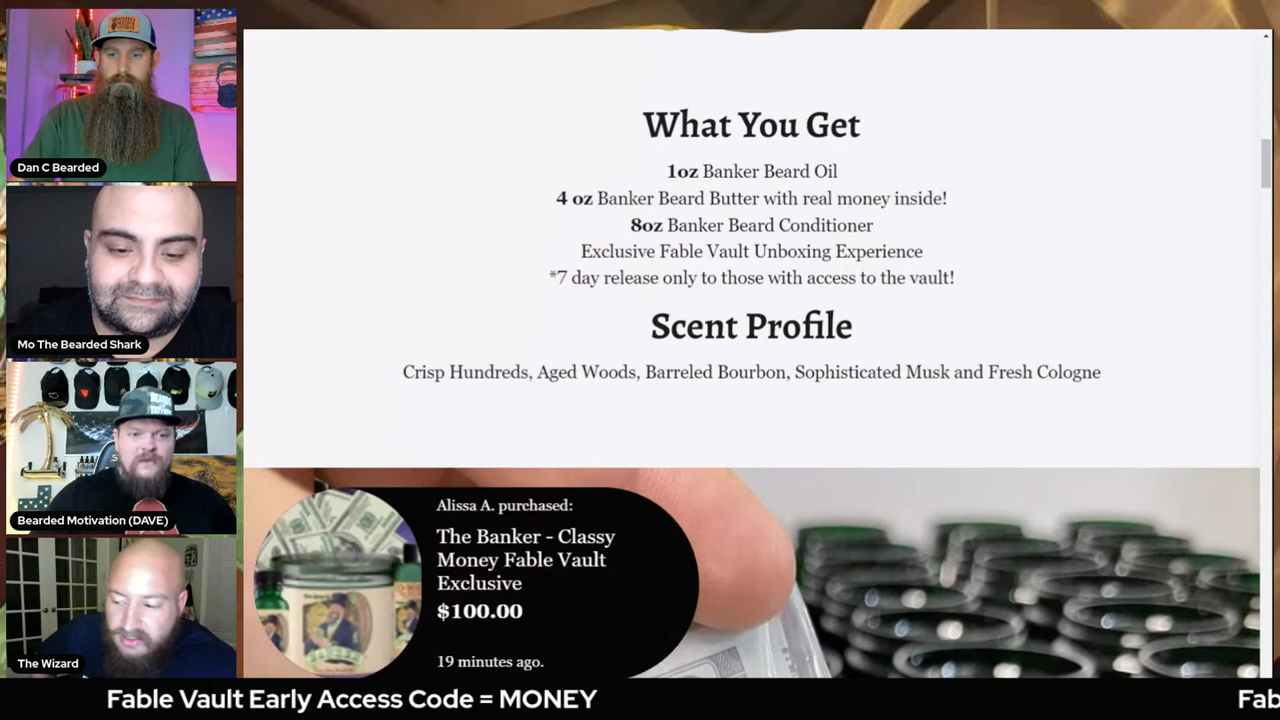 Dan C Bearded
Mo The Bearded Shark
Bearded Motivation (DAVE)
The Wizard
What You Get
1oz Banker Beard Oil
4 oz Banker Beard Butter with real money inside!
8oz Banker Beard Conditioner
Exclusive Fable Vault Unboxing Experience
*7 day release only to those with access to the vault!
Scent Profile
Crisp Hundreds, Aged Woods, Barreled Bourbon, Sophisticated Musk and Fresh Cologne
Alissa A. purchased:
The Banker - Classy
Money Fable Vault
Exclusive
$100.00
19 minutes ago.
Fable Vault Early Access Code = MONEY
Fab